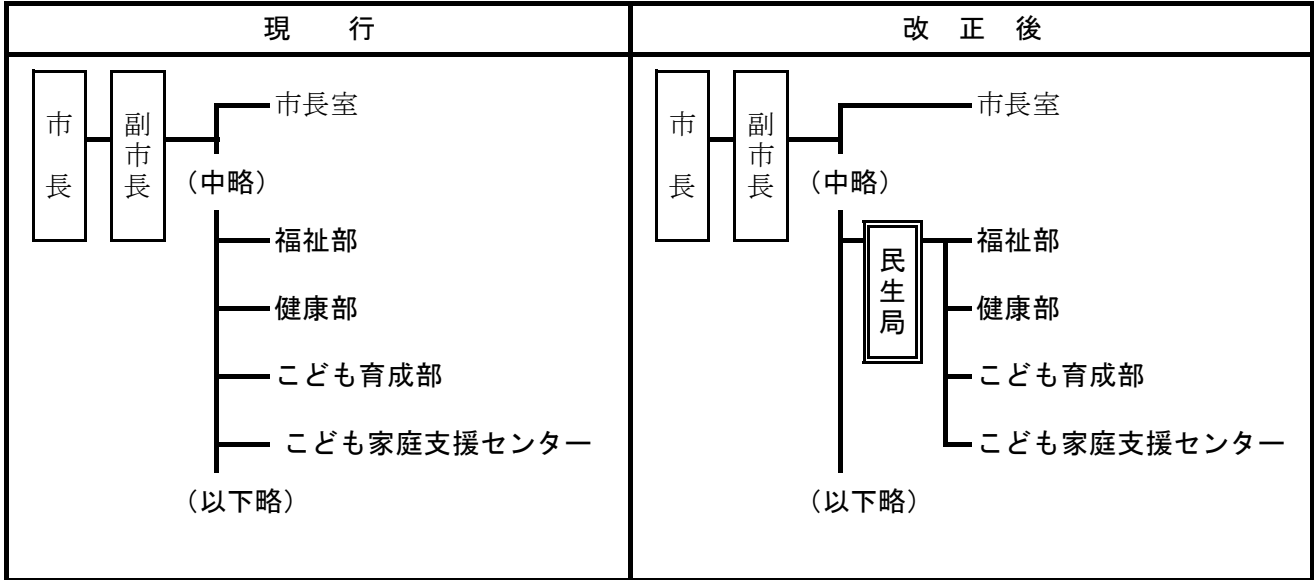 現　行
市長
副市長
市長室
（中略）
福祉部
健康部
こども育成部
こども家庭支援センター
（以下略）
改　正　後
市長
副市長
市長室
（中略）
民生局
福祉部
健康部
こども育成部
こども家庭支援センター
（以下略）